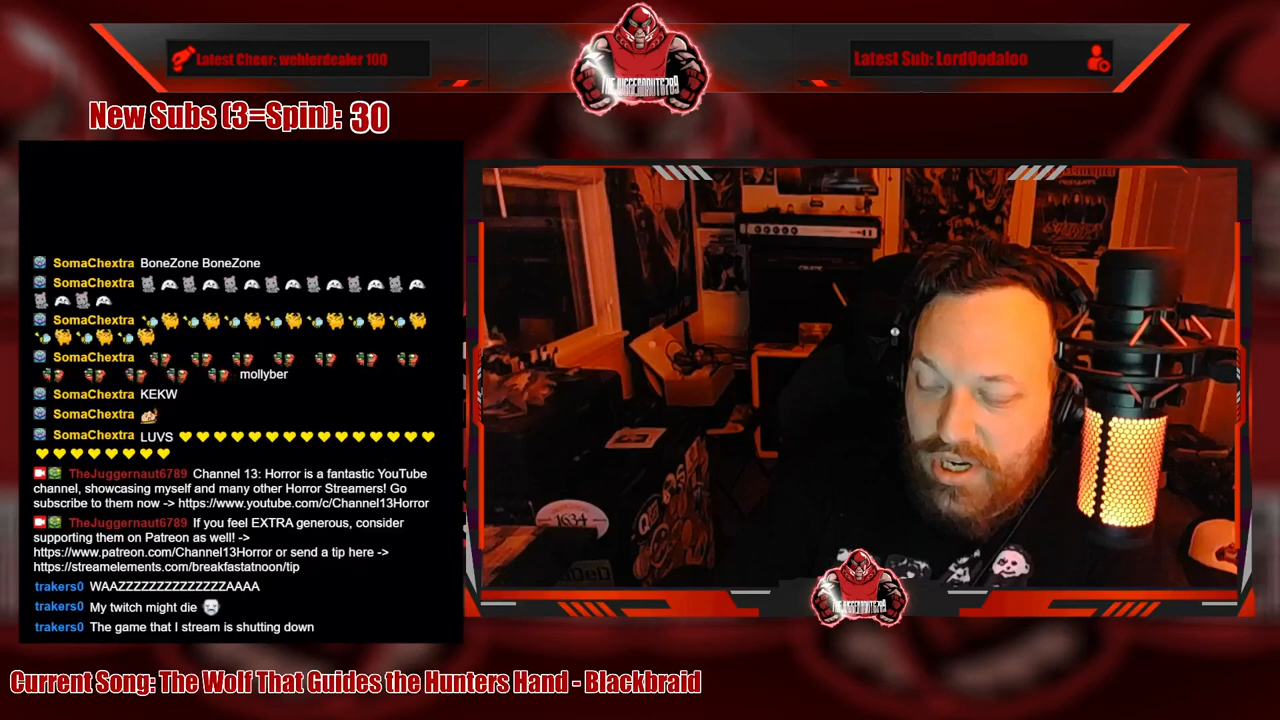 Latest Cheer: wehlerdealer 100
THEJUGGERNAUT6789
Latest Sub: LordOodaloo
New Subs (3=Spin): 30
SomaChextra BoneZone BoneZone
SomaChextra
SomaChextra
SomaChextra
mollyber
SomaChextra KEKW
SomaChextra
SomaChextra LUVS
TheJuggernaut6789 Channel 13: Horror is a fantastic YouTube
channel, showcasing myself and many other Horror Streamers! Go
subscribe to them now -> https://www.youtube.com/c/Channel13Horror
TheJuggernaut6789 If you feel EXTRA generous, consider
supporting them on Patreon as well! ->
https://www.patreon.com/Channel13Horror or send a tip here ->
https://streamelements.com/breakfastatnoon/tip
trakers0 WAAZZZZZZZZZZZZZAAAA
trakers0 My twitch might die
trakers0 The game that I stream is shutting down
1634
THEJUGGERNAUT6789
Current Song: The Wolf That Guides the Hunters Hand - Blackbraid